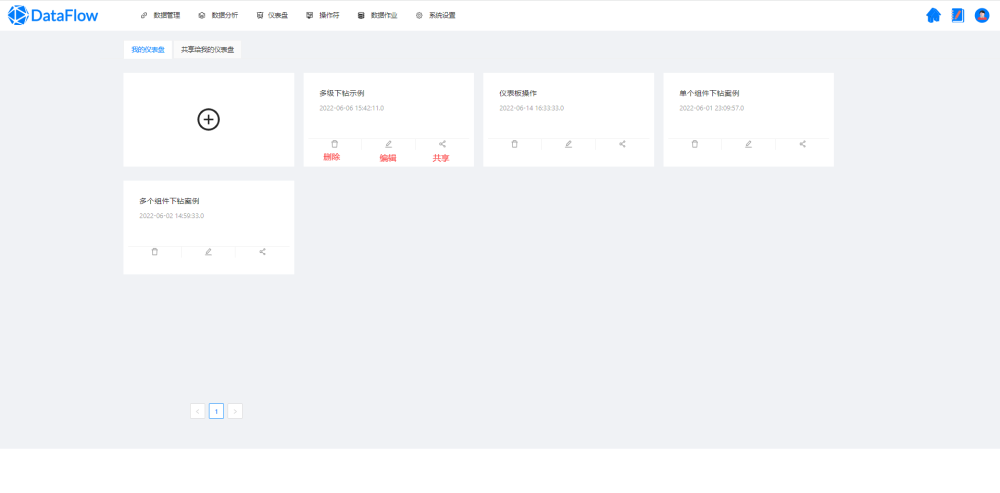 DataFlow 数据管理 数据分析 仪表盘 操作符 数据作业 系统设置
我的仪表盘 共享给我的仪表盘
多级下钻示例 仪表板操作 单个组件下钻案例
2022-06-06 15:42:11.0 2022-06-14 16:33:33.0 2022-06-01 23:09:57.0
删除 编辑 共享
多个组件下钻案例
2022-06-02 14:59:33.0
1